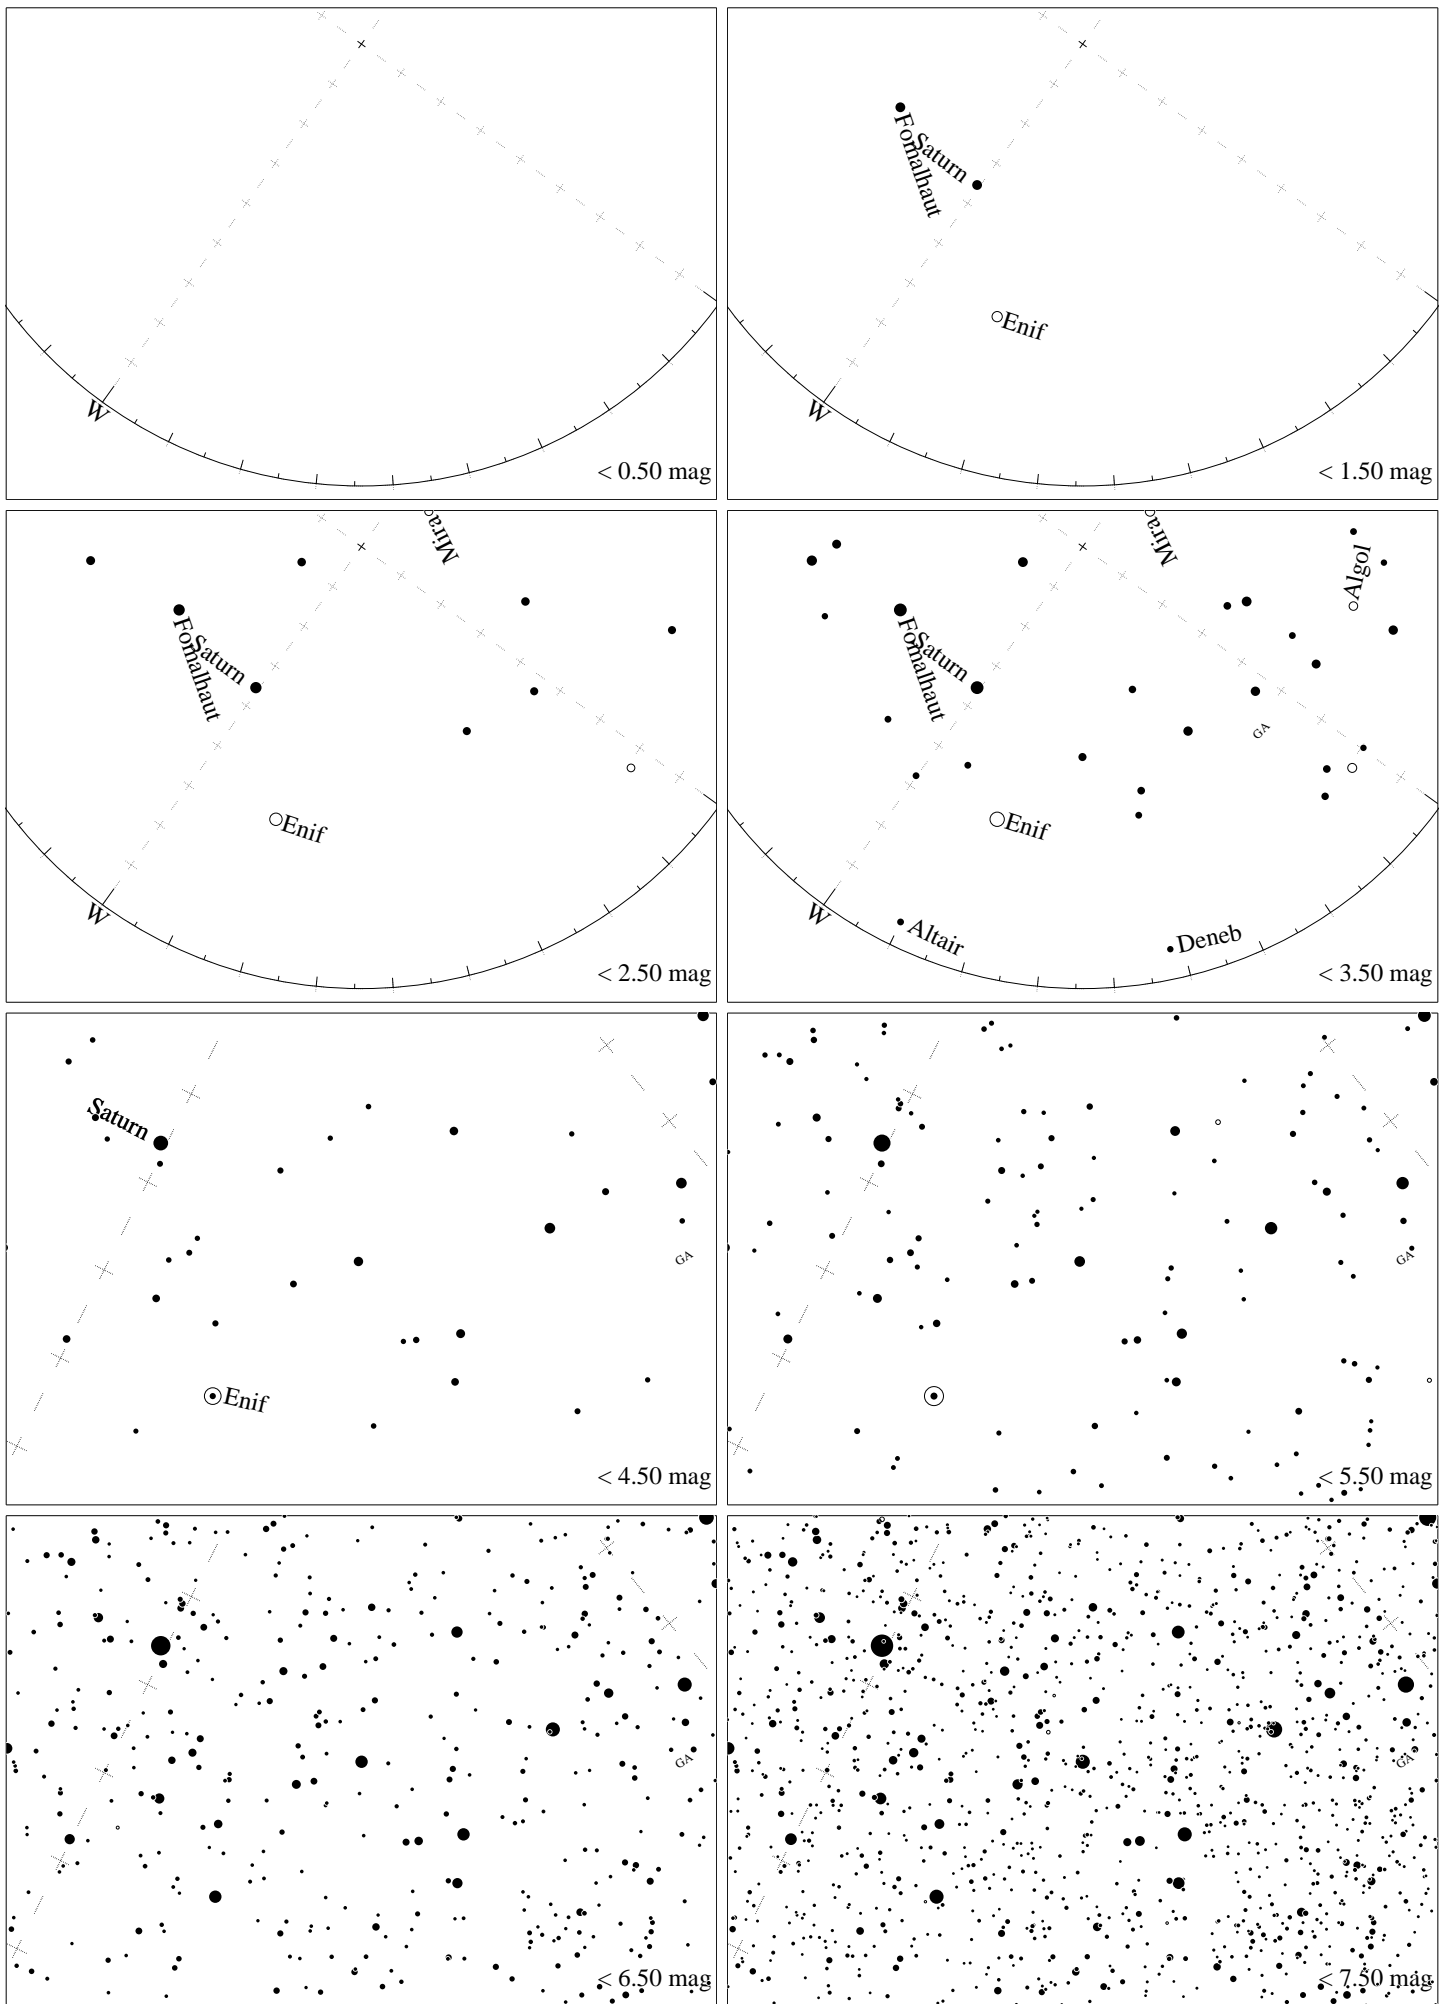 W
< 0.50 mag
Fomalhaut
Saturn
Enif
W
< 1.50 mag
Mirac
Fomalhaut
Saturn
Enif
W
< 2.50 mag
Mirac
Algol
Fomalhaut
Saturn
GA
Enif
W
Altair
Deneb
< 3.50 mag
Saturn
GA
Enif
< 4.50 mag
GA
< 5.50 mag
GA
< 6.50 mag
GA
< 7.50 mag